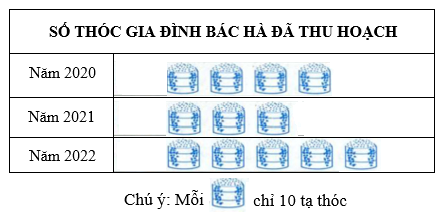 SỐ THÓC GIA ĐÌNH BÁC HÀ ĐÃ THU HOẠCH
Năm 2020
Năm 2021
Năm 2022
Chú ý: Mỗi chỉ 10 tạ thóc